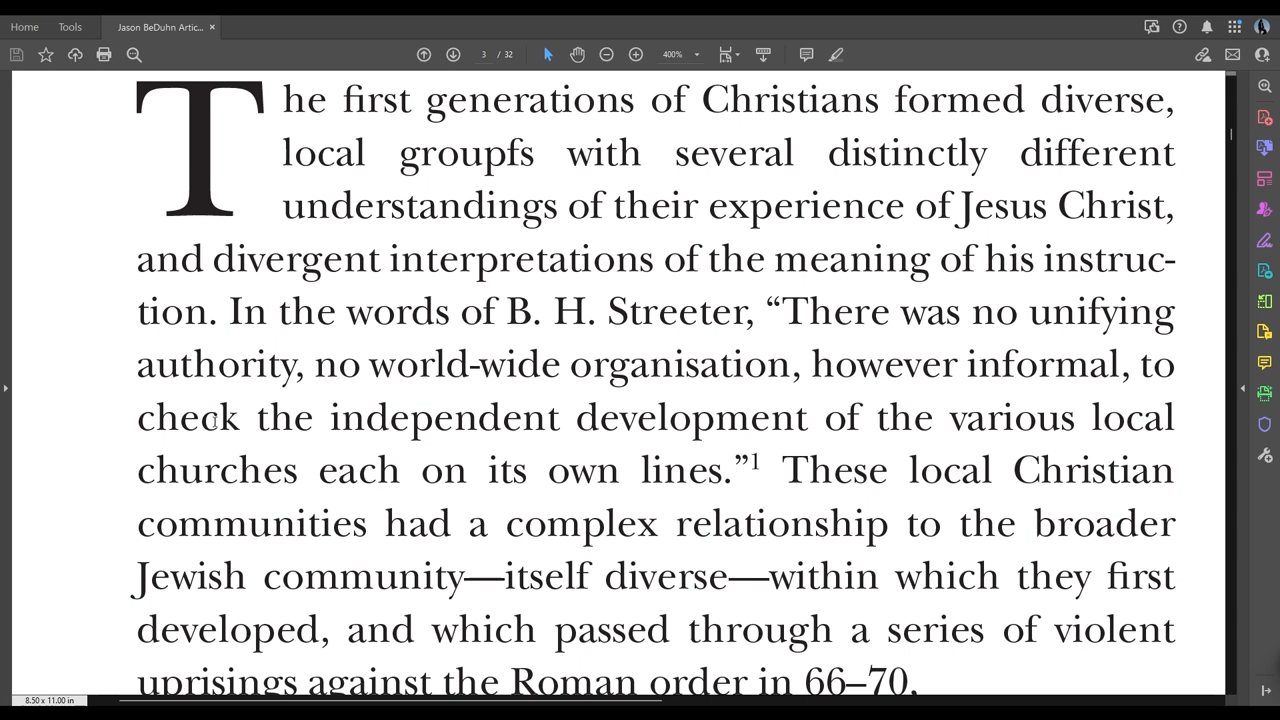 Home Tools Jason BeDuhn Artic... ×
3 / 32 400%
The first generations of Christians formed diverse,
local groupfs with several distinctly different
understandings of their experience of Jesus Christ,
and divergent interpretations of the meaning of his instruc-
tion. In the words of B. H. Streeter, “There was no unifying
authority, no world-wide organisation, however informal, to
check the independent development of the various local
churches each on its own lines.”1 These local Christian
communities had a complex relationship to the broader
Jewish community—itself diverse—within which they first
developed, and which passed through a series of violent
uprisings against the Roman order in 66–70,
8.50 x 11.00 in